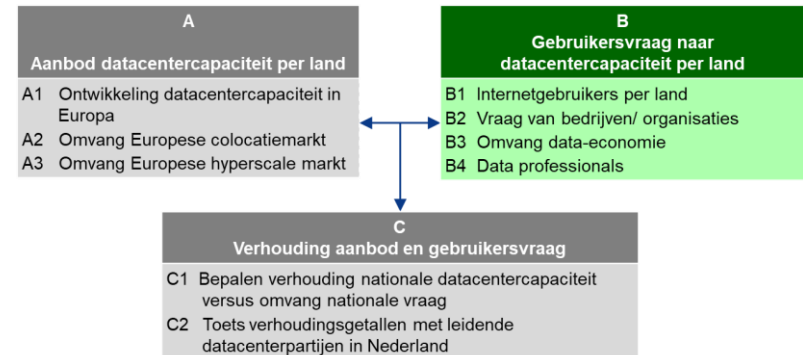 A
Aanbod datacentercapaciteit per land
A1 Ontwikkeling datacentercapaciteit in
Europa
A2 Omvang Europese colocatiemarkt
A3 Omvang Europese hyperscale markt
B
Gebruikersvraag naar
datacentercapaciteit per land
B1 Internetgebruikers per land
B2 Vraag van bedrijven/ organisaties
B3 Omvang data-economie
B4 Data professionals
C
Verhouding aanbod en gebruikersvraag
C1 Bepalen verhouding nationale datacentercapaciteit
versus omvang nationale vraag
C2 Toets verhoudingsgetallen met leidende
datacenterpartijen in Nederland